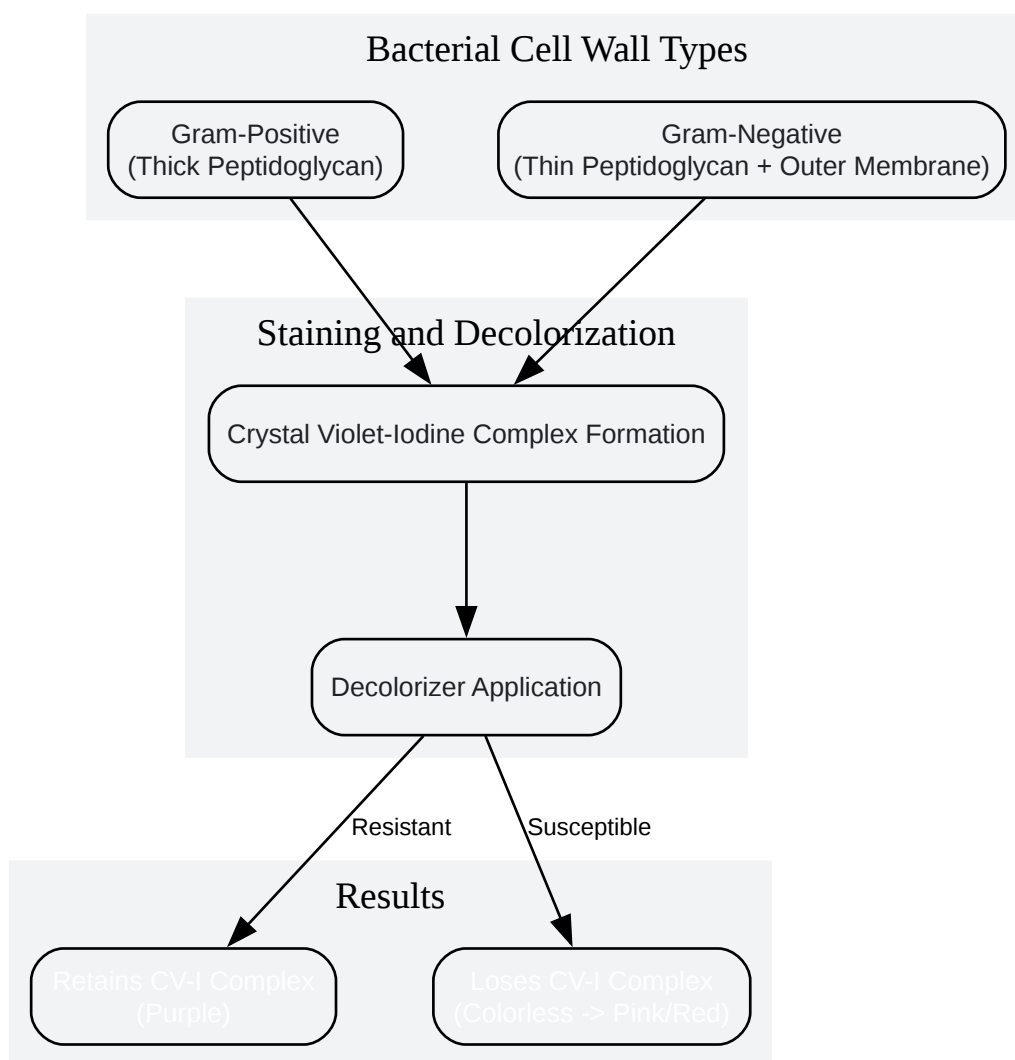 Bacterial Cell Wall Types
Gram-Positive
(Thick Peptidoglycan)
Gram-Negative
(Thin Peptidoglycan + Outer Membrane)
Staining and Decolorization
Crystal Violet-Iodine Complex Formation
Decolorizer Application
Resistant
Susceptible
Results
Retains CV-I Complex
(Purple)
Loses CV-I Complex
(Colorless -> Pink/Red)